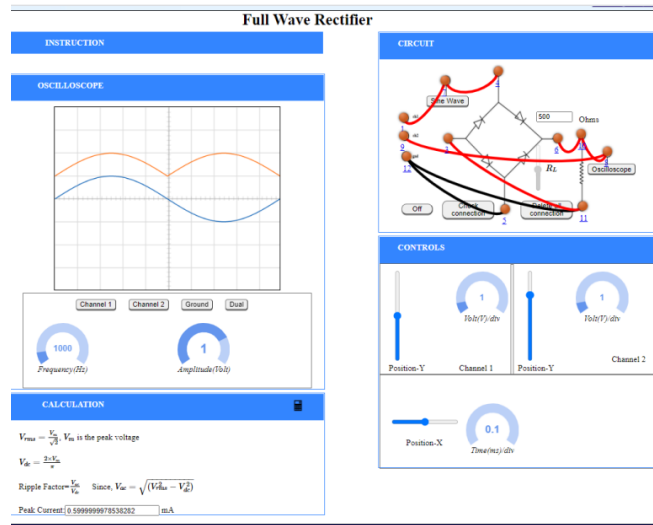 Full Wave Rectifier
INSTRUCTION
OSCILLOSCOPE
Channel 1 Channel 2 Ground Dual
1000
Frequency(Hz)
1
Amplitude(Volt)
CALCULATION
Vrms = Vm/√2, Vm is the peak voltage
Vdc = 2×Vm/π
Ripple Factor= Vac/Vdc Since, Vac = √(V²rms − V²dc)
Peak Current: 0.5999999978538282 mA
CIRCUIT
Sine Wave
500
Ohms
4
1
9
12
6
RL
Oscilloscope
Off
Check connection
connection
5
11
CONTROLS
1
Volt(V)/div
Position-Y Channel 1
1
Volt(V)/div
Position-Y Channel 2
Position-X
0.1
Time(ms)/div